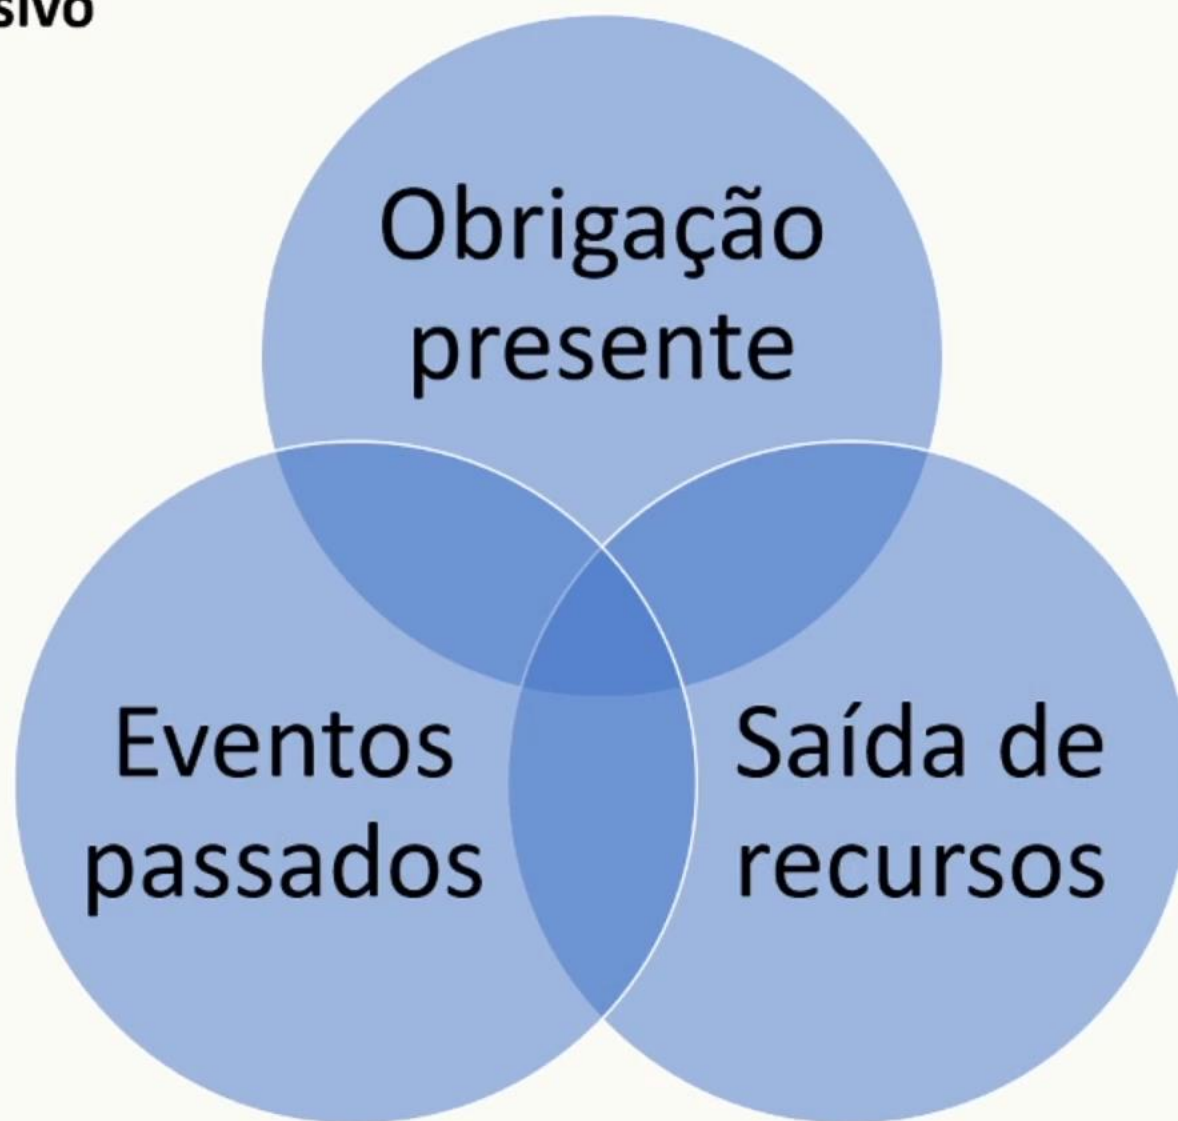 sivo
Obrigação
presente
Eventos
passados
Saída de
recursos